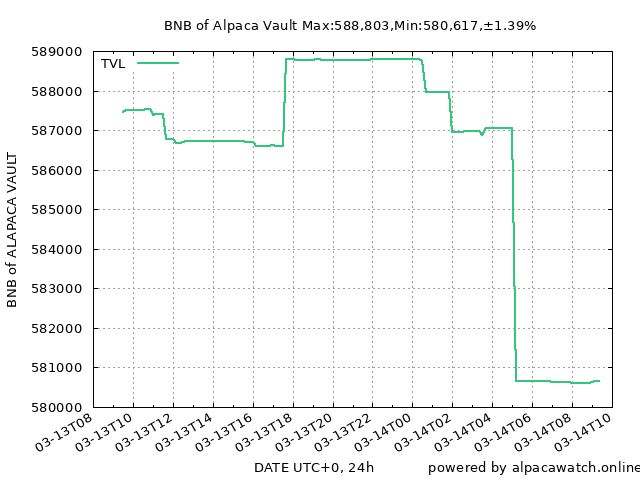 BNB of Alpaca Vault Max:588,803,Min:580,617,±1.39%
TVL
589000
588000
587000
586000
585000
584000
583000
582000
581000
580000
BNB of ALAPACA VAULT
03-13T08
03-13T10
03-13T12
03-13T14
03-13T16
03-13T18
03-13T20
03-13T22
03-14T00
03-14T02
03-14T04
03-14T06
03-14T08
03-14T10
DATE UTC+0, 24h
powered by alpacawatch.online